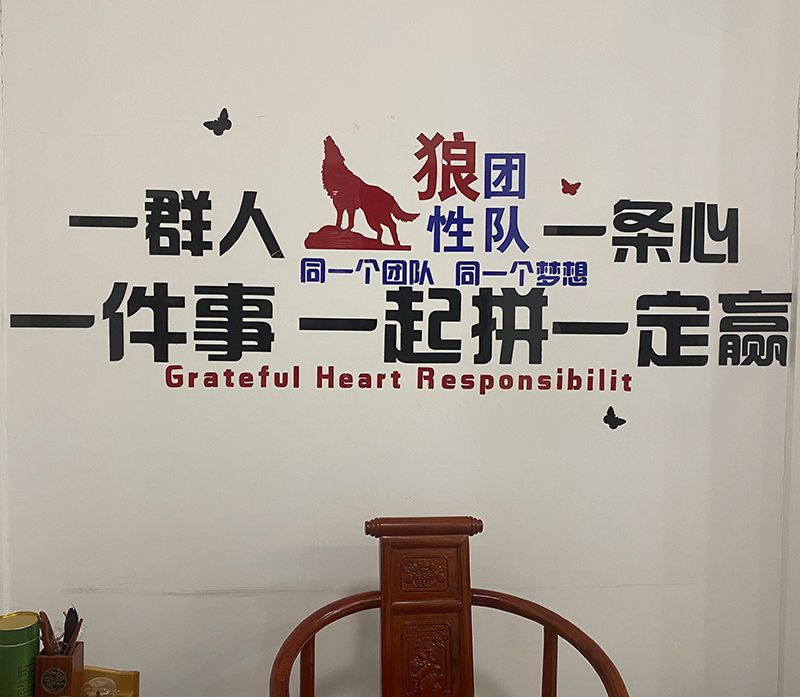 狼团
性队
一群人 一条心
同一个团队 同一个梦想
一件事 一起拼一定赢
Grateful Heart Responsibilit